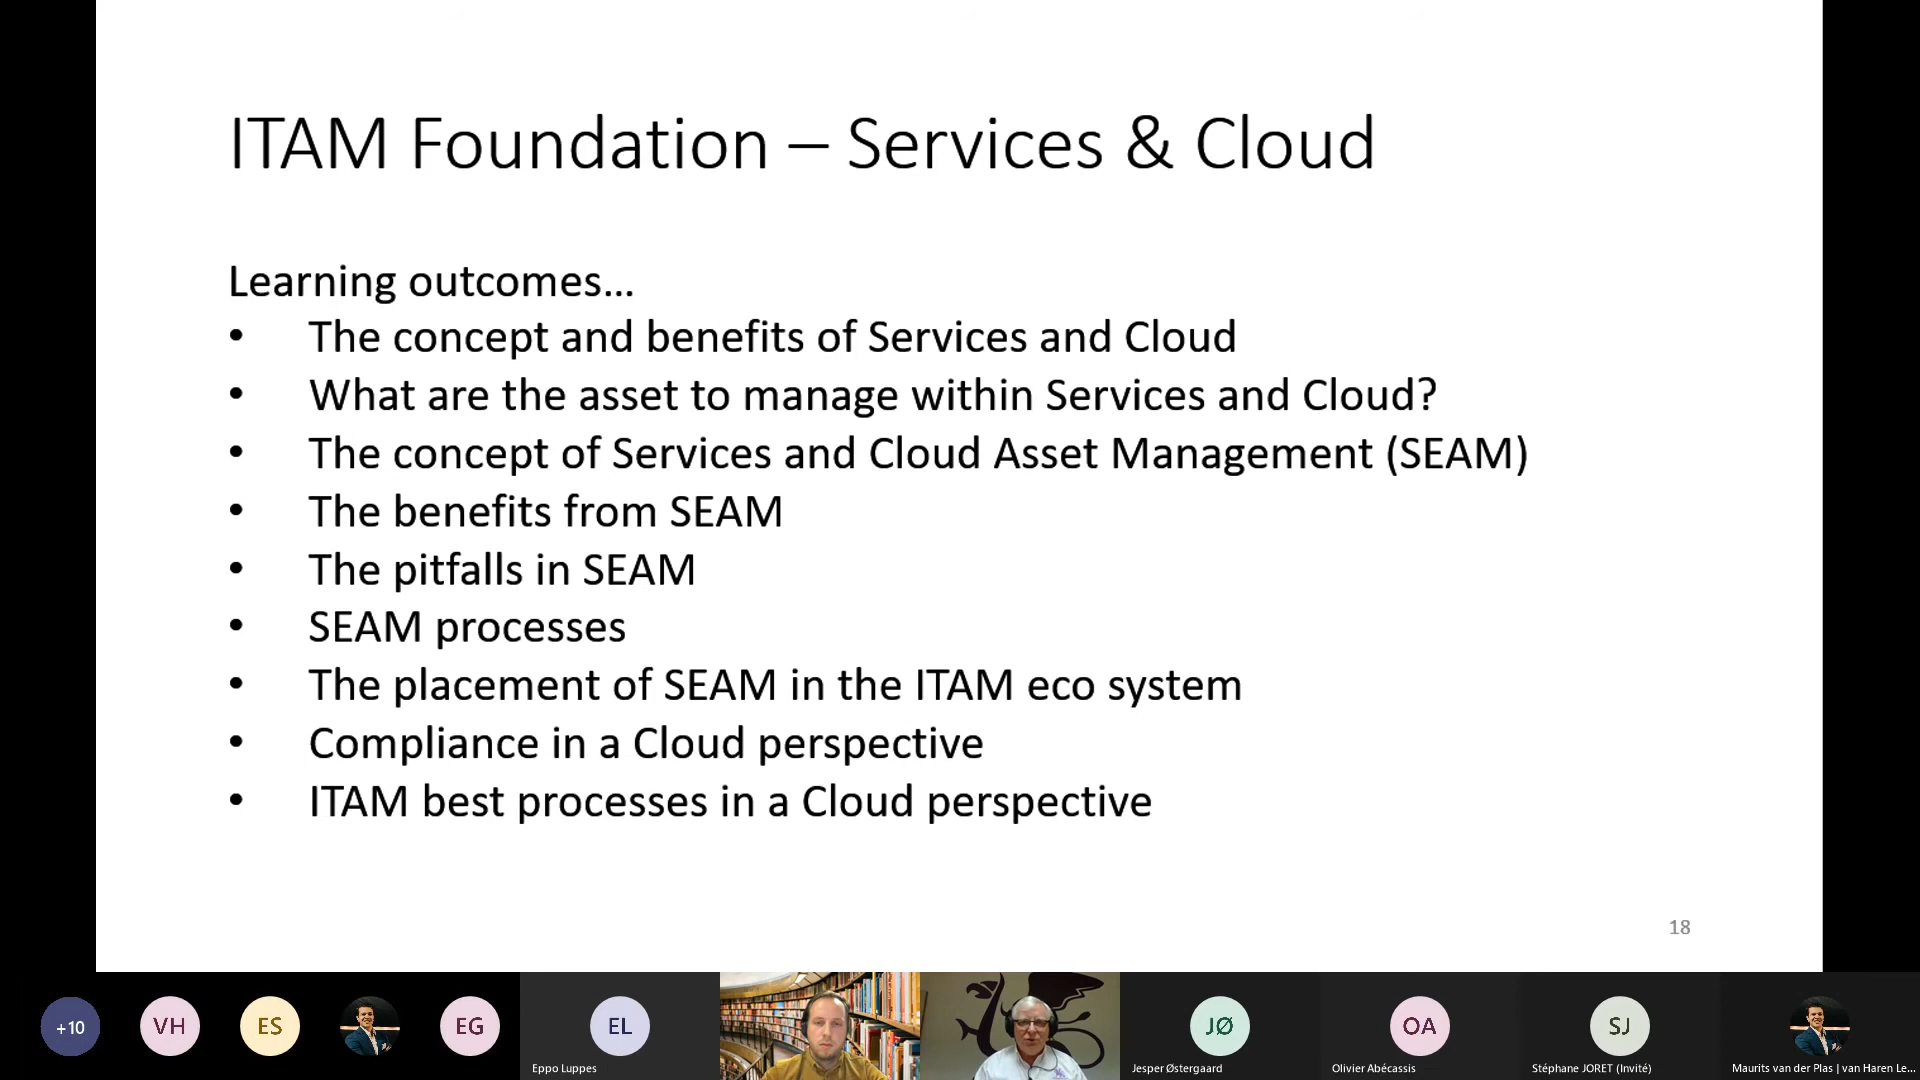 ITAM Foundation – Services & Cloud
Learning outcomes...
• The concept and benefits of Services and Cloud
• What are the asset to manage within Services and Cloud?
• The concept of Services and Cloud Asset Management (SEAM)
• The benefits from SEAM
• The pitfalls in SEAM
• SEAM processes
• The placement of SEAM in the ITAM eco system
• Compliance in a Cloud perspective
• ITAM best processes in a Cloud perspective
18
+10
VH
ES
EG
EL
JØ
OA
SJ
Eppo Luppes
Jesper Østergaard
Olivier Abécassis
Stéphane JORET (Invité)
Maurits van der Plas | van Haren Le...